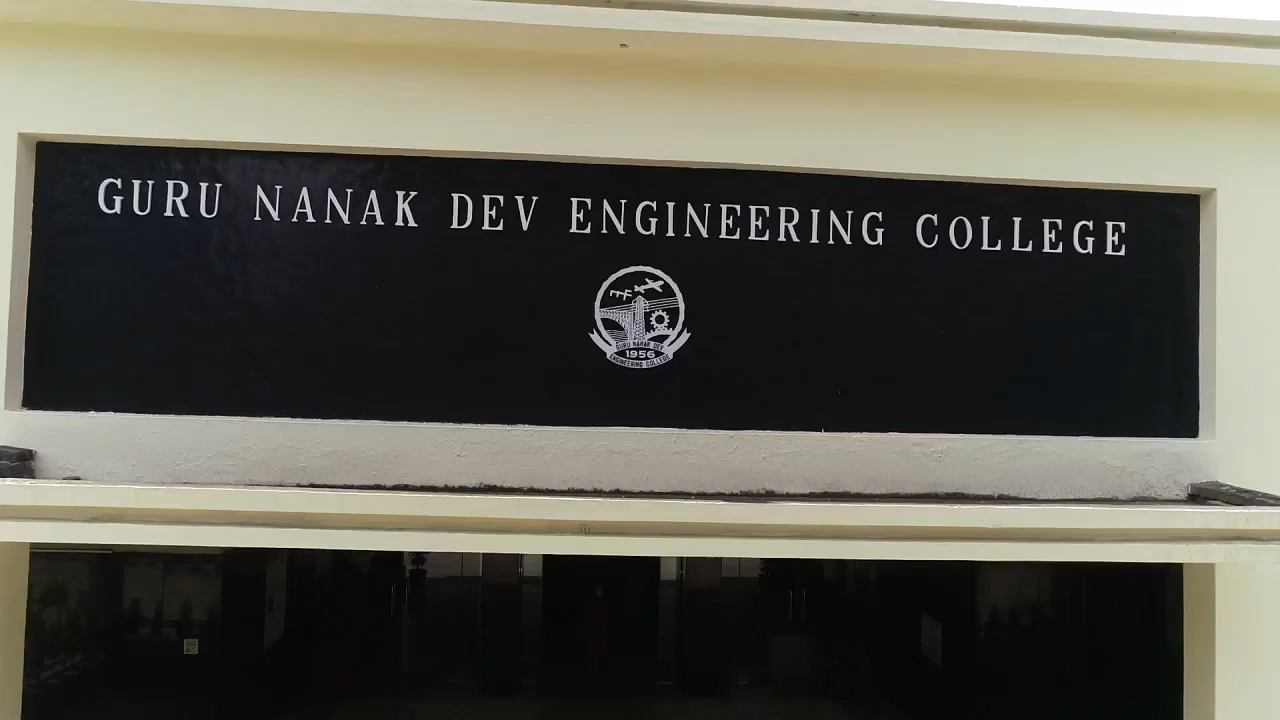 GURU NANAK DEV ENGINEERING COLLEGE
GURU NANAK DEV
1956
ENGINEERING COLLEGE